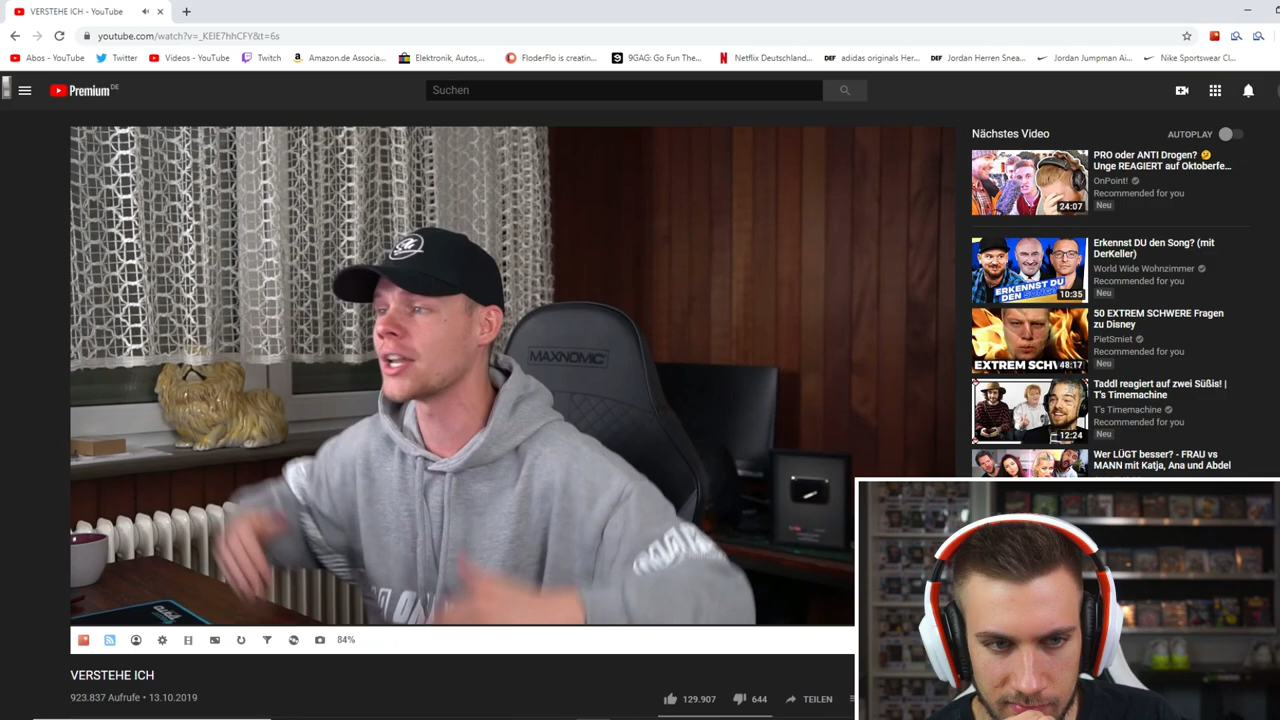 VERSTEHE ICH - YouTube
youtube.com/watch?v=_KElE7hhCFY&t=6s
Abos - YouTube
Twitter
Videos - YouTube
Twitch
Amazon.de Associa...
Elektronik, Autos,...
FloderFlo is creatin...
9GAG: Go Fun The...
Netflix Deutschland...
adidas originals Her...
Jordan Herren Snea...
Jordan Jumpman Ai...
Nike Sportswear Cl...
Premium DE
Suchen
MAXNOMIC
84%
VERSTEHE ICH
923.837 Aufrufe • 13.10.2019
129.907
644
TEILEN
Nächstes Video
AUTOPLAY
PRO oder ANTI Drogen? 🤔
Unge REAGIERT auf Oktoberfe...
OnPoint!
Recommended for you
Neu
24:07
Erkennst DU den Song? (mit
DerKeller)
World Wide Wohnzimmer
Recommended for you
Neu
ERKENNST DU
DEN SONG?
10:35
50 EXTREM SCHWERE Fragen
zu Disney
PietSmiet
Recommended for you
Neu
EXTREM SCHW
48:17
Taddl reagiert auf zwei Süßis! |
T's Timemachine
T's Timemachine
Recommended for you
Neu
12:24
Wer LÜGT besser? - FRAU vs
MANN mit Katja, Ana und Abdel